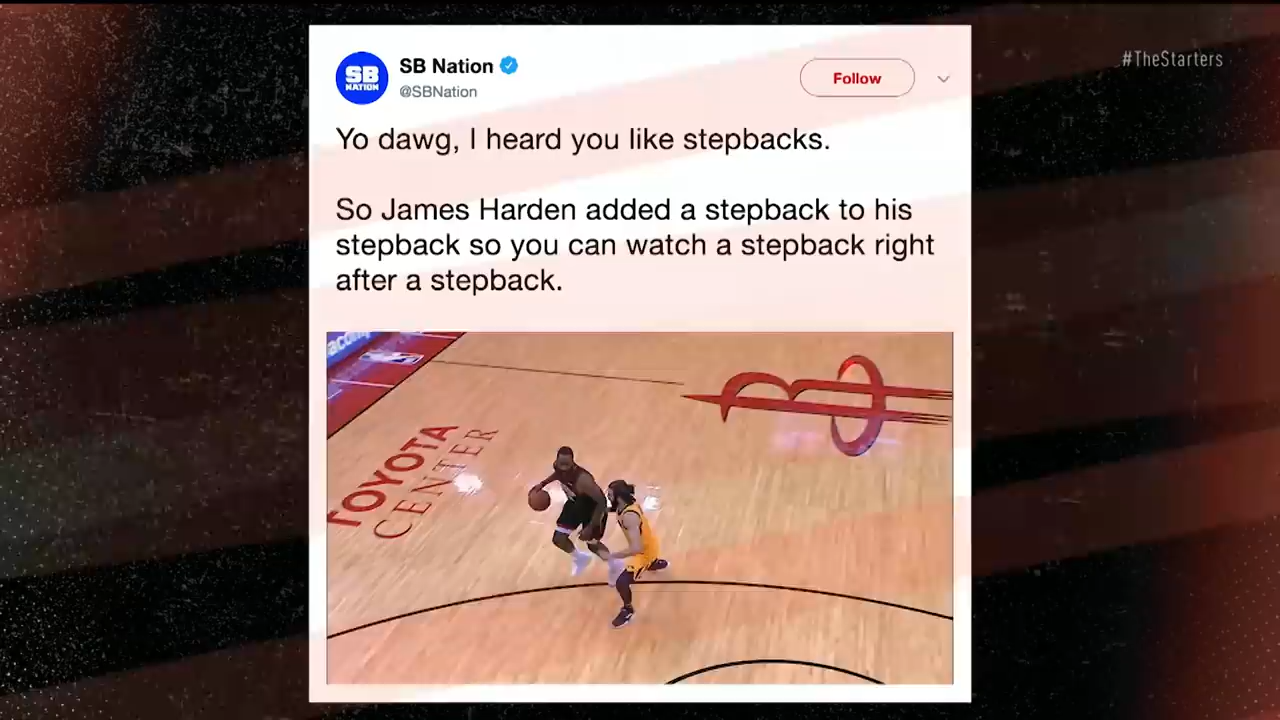 #TheStarters
SB
NATION
SB Nation
@SBNation
Follow
Yo dawg, I heard you like stepbacks.
So James Harden added a stepback to his
stepback so you can watch a stepback right
after a stepback.
TOYOTA
CENTER